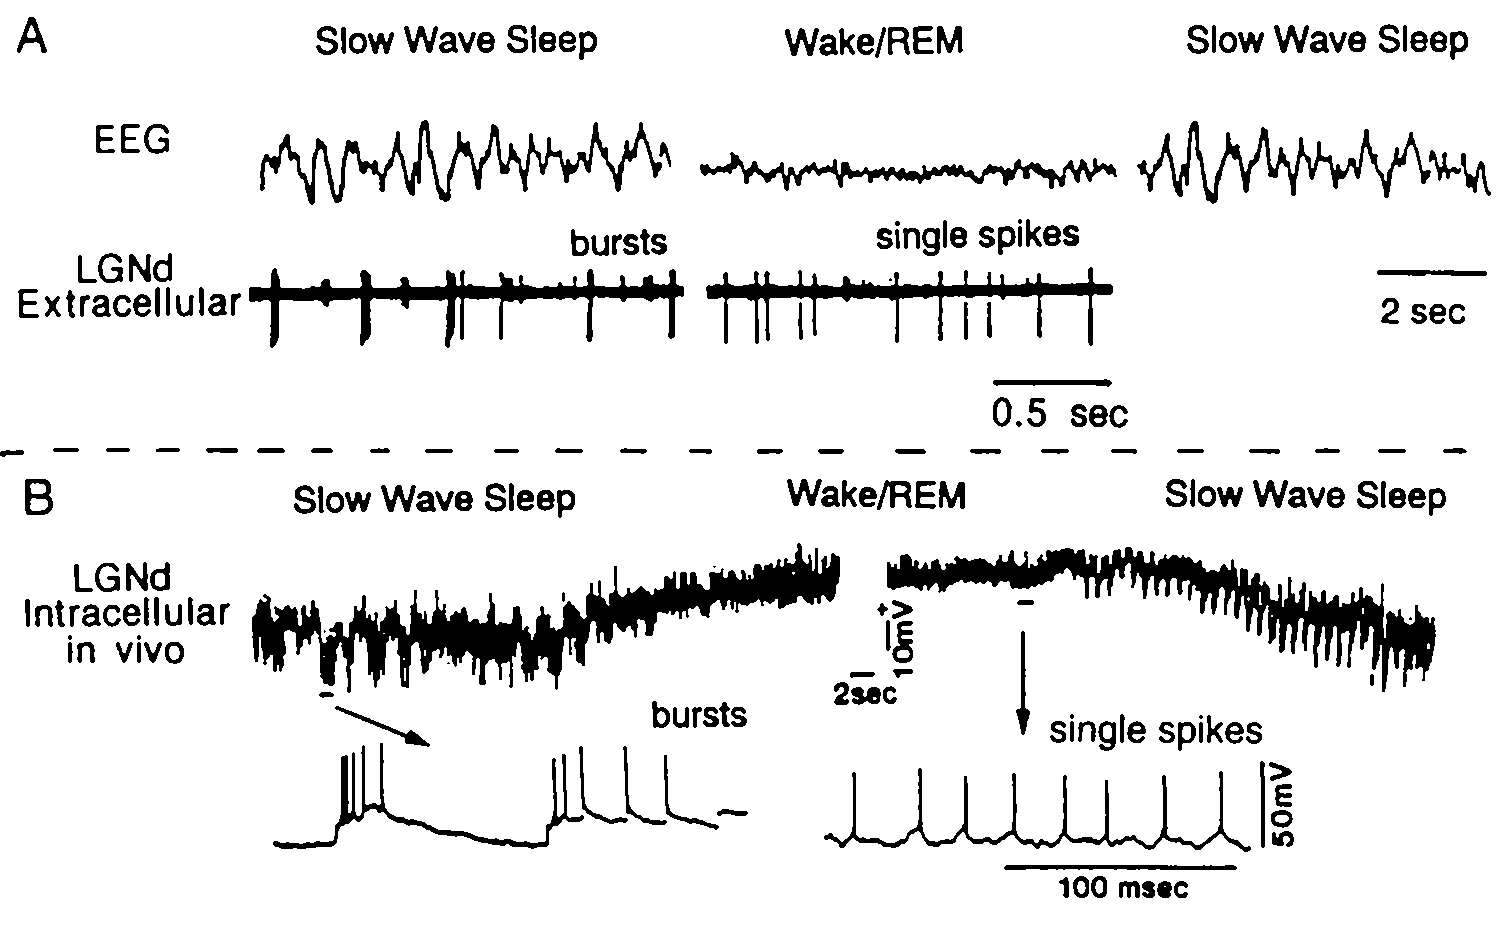 A
Slow Wave Sleep
Wake/REM
Slow Wave Sleep
EEG
bursts
single spikes
LGNd
Extracellular
2 sec
0.5 sec
B
Slow Wave Sleep
Wake/REM
Slow Wave Sleep
LGNd
Intracellular
in vivo
10mV
+
2sec
bursts
single spikes
50mV
100 msec